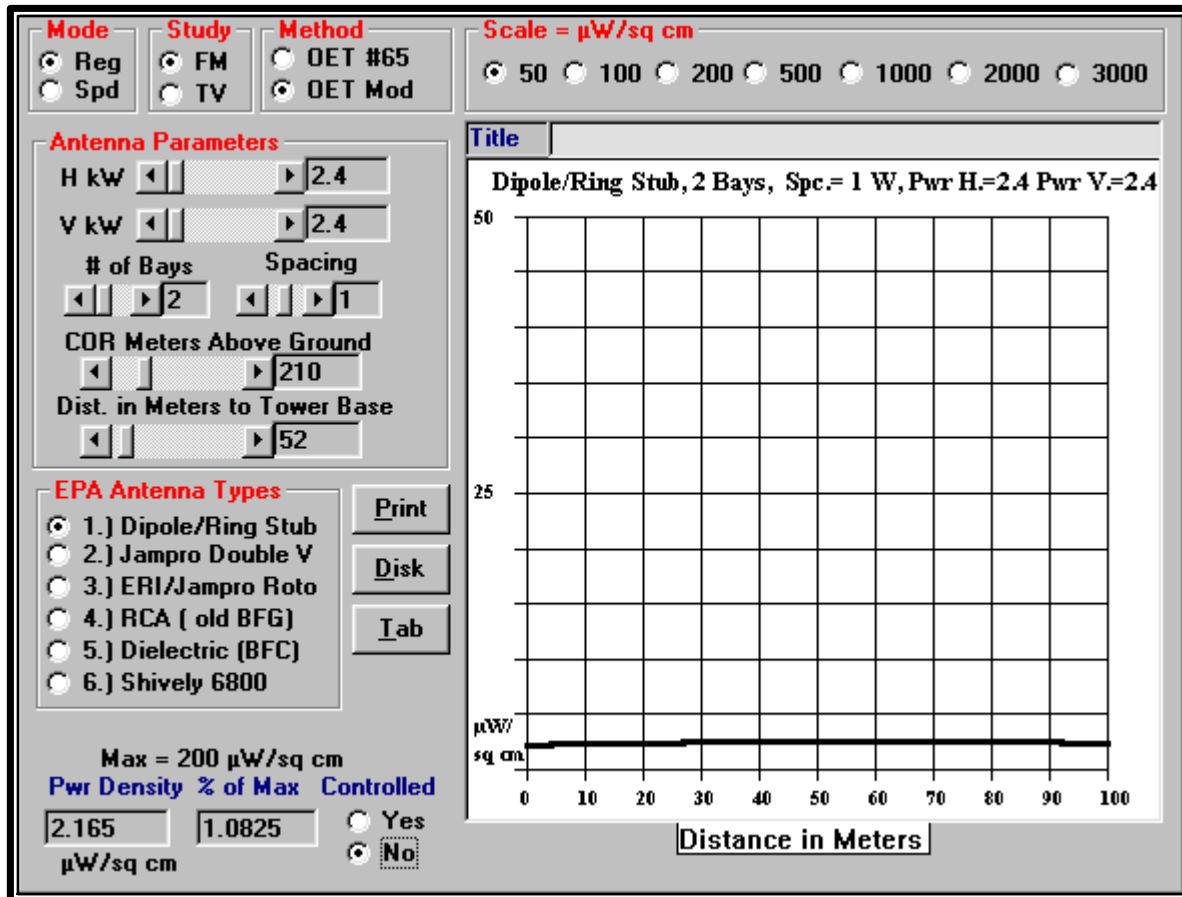 Mode
Reg
Spd
Study
FM
TV
Method
OET #65
OET Mod
Scale = µW/sq cm
50 100 200 500 1000 2000 3000
Antenna Parameters
H kW 2.4
V kW 2.4
# of Bays Spacing
2 1
COR Meters Above Ground
210
Dist. in Meters to Tower Base
52
EPA Antenna Types
1.) Dipole/Ring Stub
2.) Jampro Double V
3.) ERI/Jampro Roto
4.) RCA ( old BFG)
5.) Dielectric (BFC)
6.) Shively 6800
Print
Disk
Tab
Max = 200 µW/sq cm
Pwr Density % of Max Controlled
2.165 1.0825 Yes
µW/sq cm No
Title
Dipole/Ring Stub, 2 Bays, Spc.= 1 W, Pwr H.=2.4 Pwr V.=2.4
50
25
µW/
sq cm
0 10 20 30 40 50 60 70 80 90 100
Distance in Meters